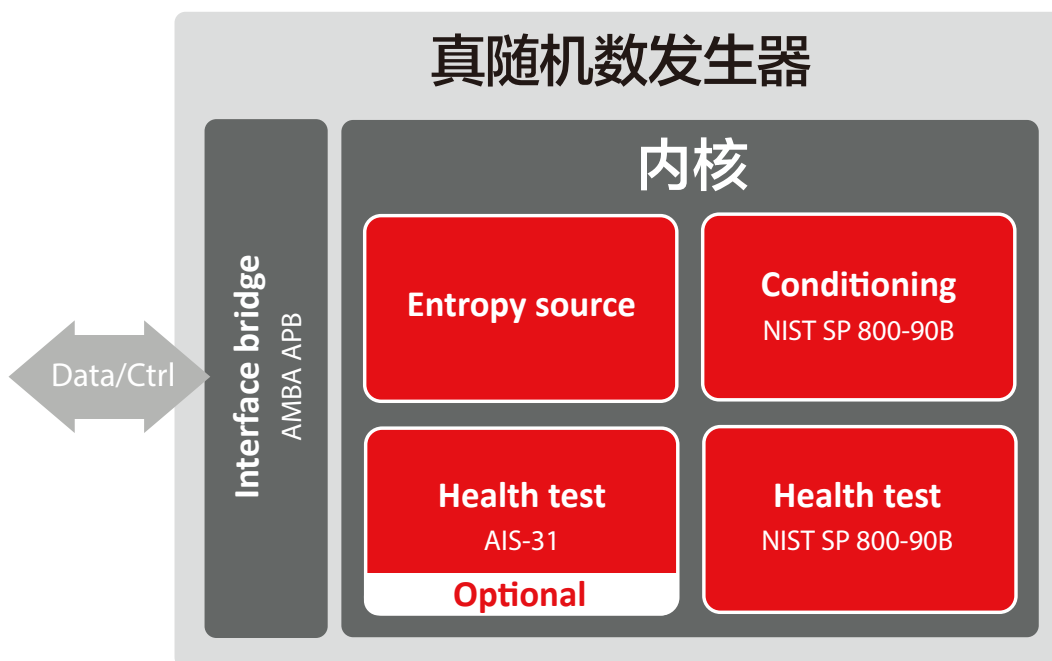 真随机数发生器
Data/Ctrl
Interface bridge
AMBA APB
内核
Entropy source
Conditioning
NIST SP 800-90B
Health test
AIS-31
Optional
Health test
NIST SP 800-90B